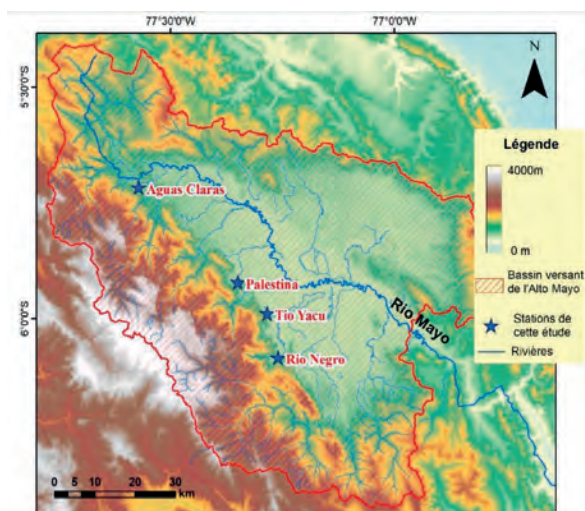 77°30'0"O
77°0'0"O
N
5°30'0"S
Légende
4000m
0 m
Aguas Claras
Bassin versant
de l'Alto Mayo
Palestina
Tio Yacu
Stations de
cette étude
6°0'0"S
Río Mayo
Rivières
Rio Negro
0 5 10 20 30
km